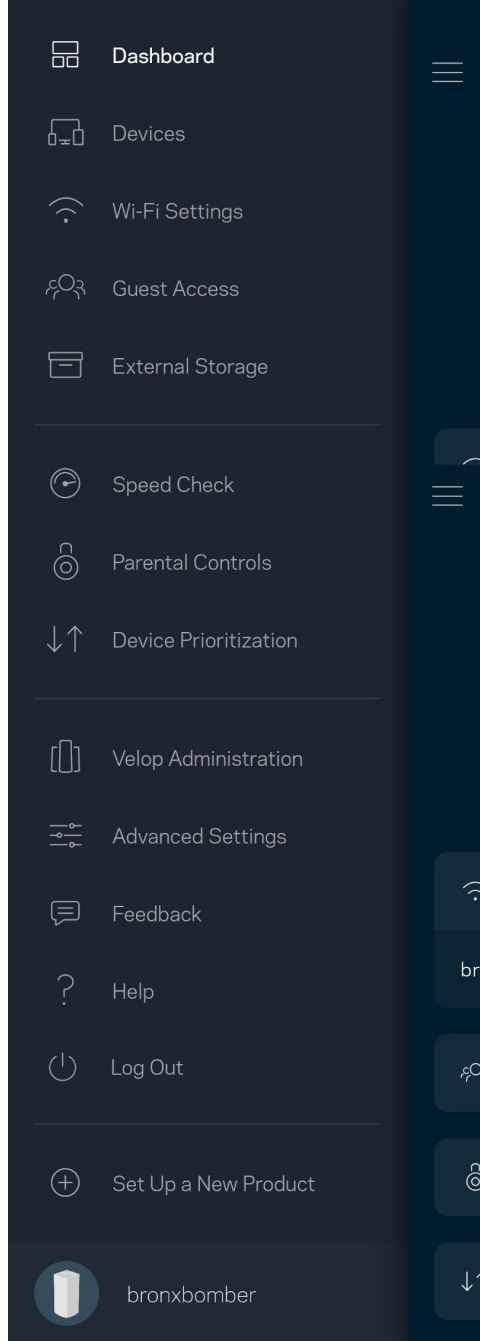 Dashboard
Devices
Wi-Fi Settings
Guest Access
External Storage
Speed Check
Parental Controls
Device Prioritization
Velop Administration
Advanced Settings
Feedback
Help
Log Out
Set Up a New Product
bronxbomber
br